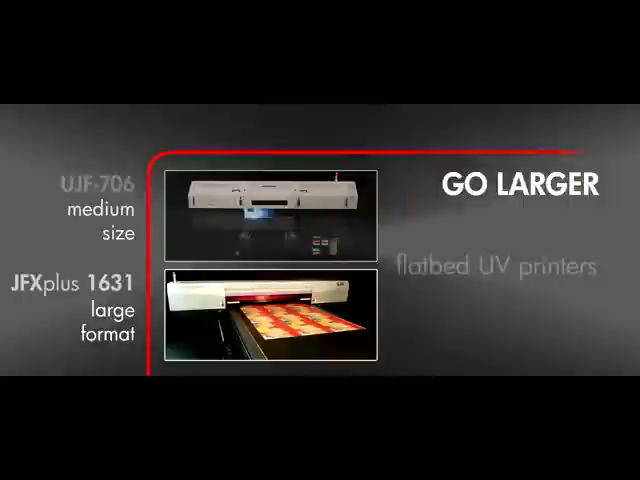 UJF-706
medium
size
JFXplus 1631
large
format
GO LARGER
flatbed UV printers